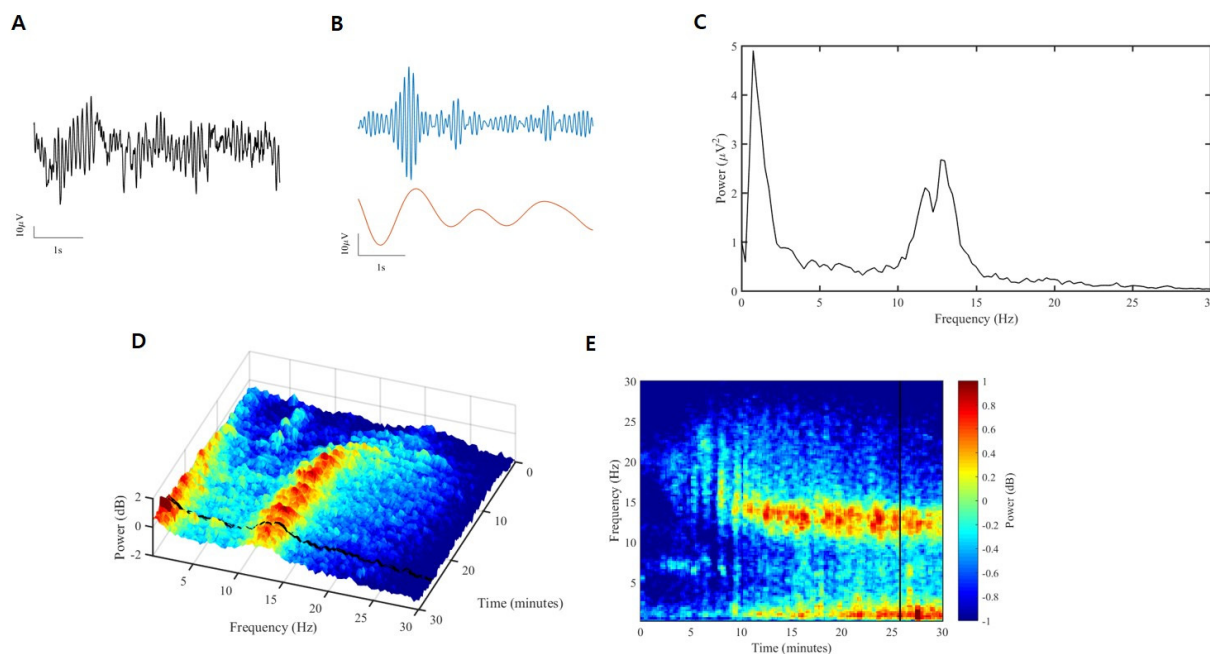 A
10µV
1s
B
10µV
1s
C
5
4
3
2
1
0
Power (µV²)
0 5 10 15 20 25 30
Frequency (Hz)
D
2
0
-2
Power (dB)
5 10 15 20 25 30
Frequency (Hz)
0
10
20
Time (minutes)
E
30
25
20
15
10
5
Frequency (Hz)
0 5 10 15 20 25 30
Time (minutes)
1
0.8
0.6
0.4
0.2
0
-0.2
-0.4
-0.6
-0.8
-1
Power (dB)